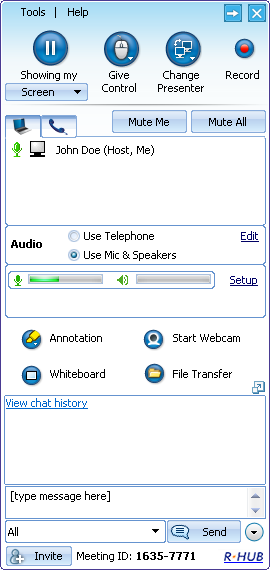 Tools | Help
Showing my Give Control Change Presenter Record
Screen
Mute Me Mute All
John Doe (Host, Me)
Audio Use Telephone Edit
Use Mic & Speakers
Setup
Annotation Start Webcam
Whiteboard File Transfer
View chat history
[type message here]
All Send
Invite Meeting ID: 1635-7771 R·HUB